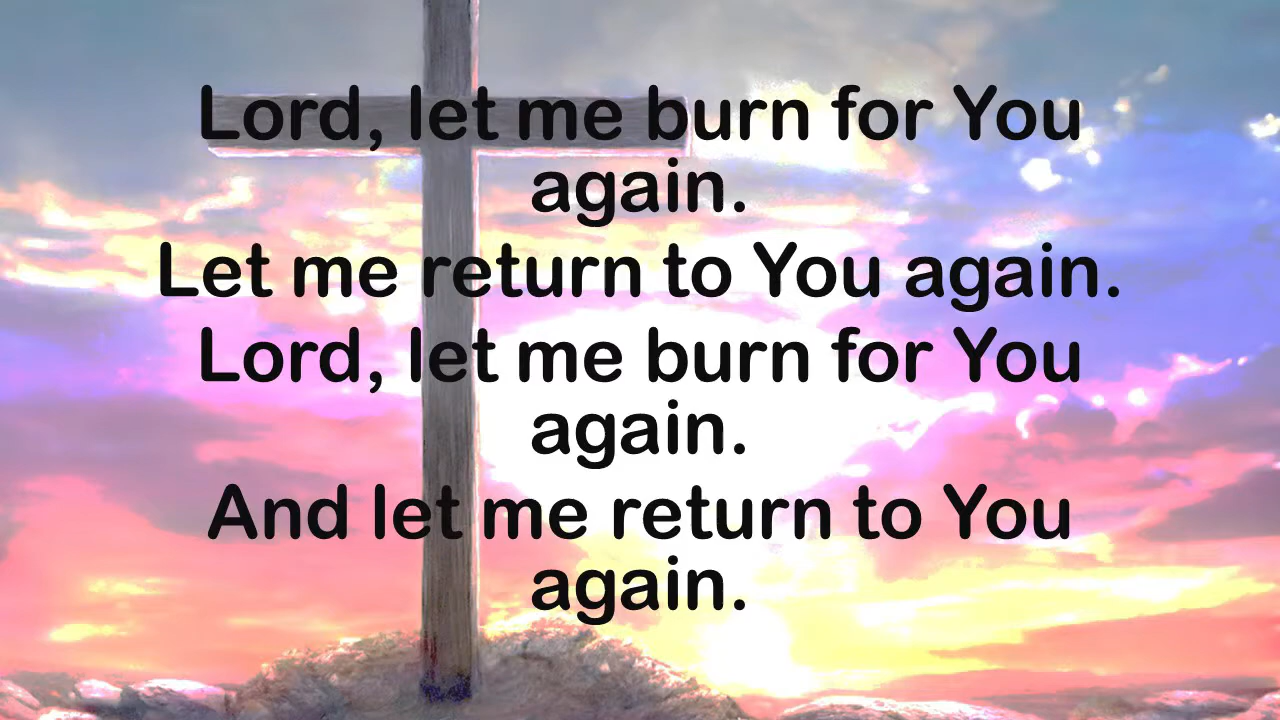 Lord, let me burn for You
again.
Let me return to You again.
Lord, let me burn for You
again.
And let me return to You
again.